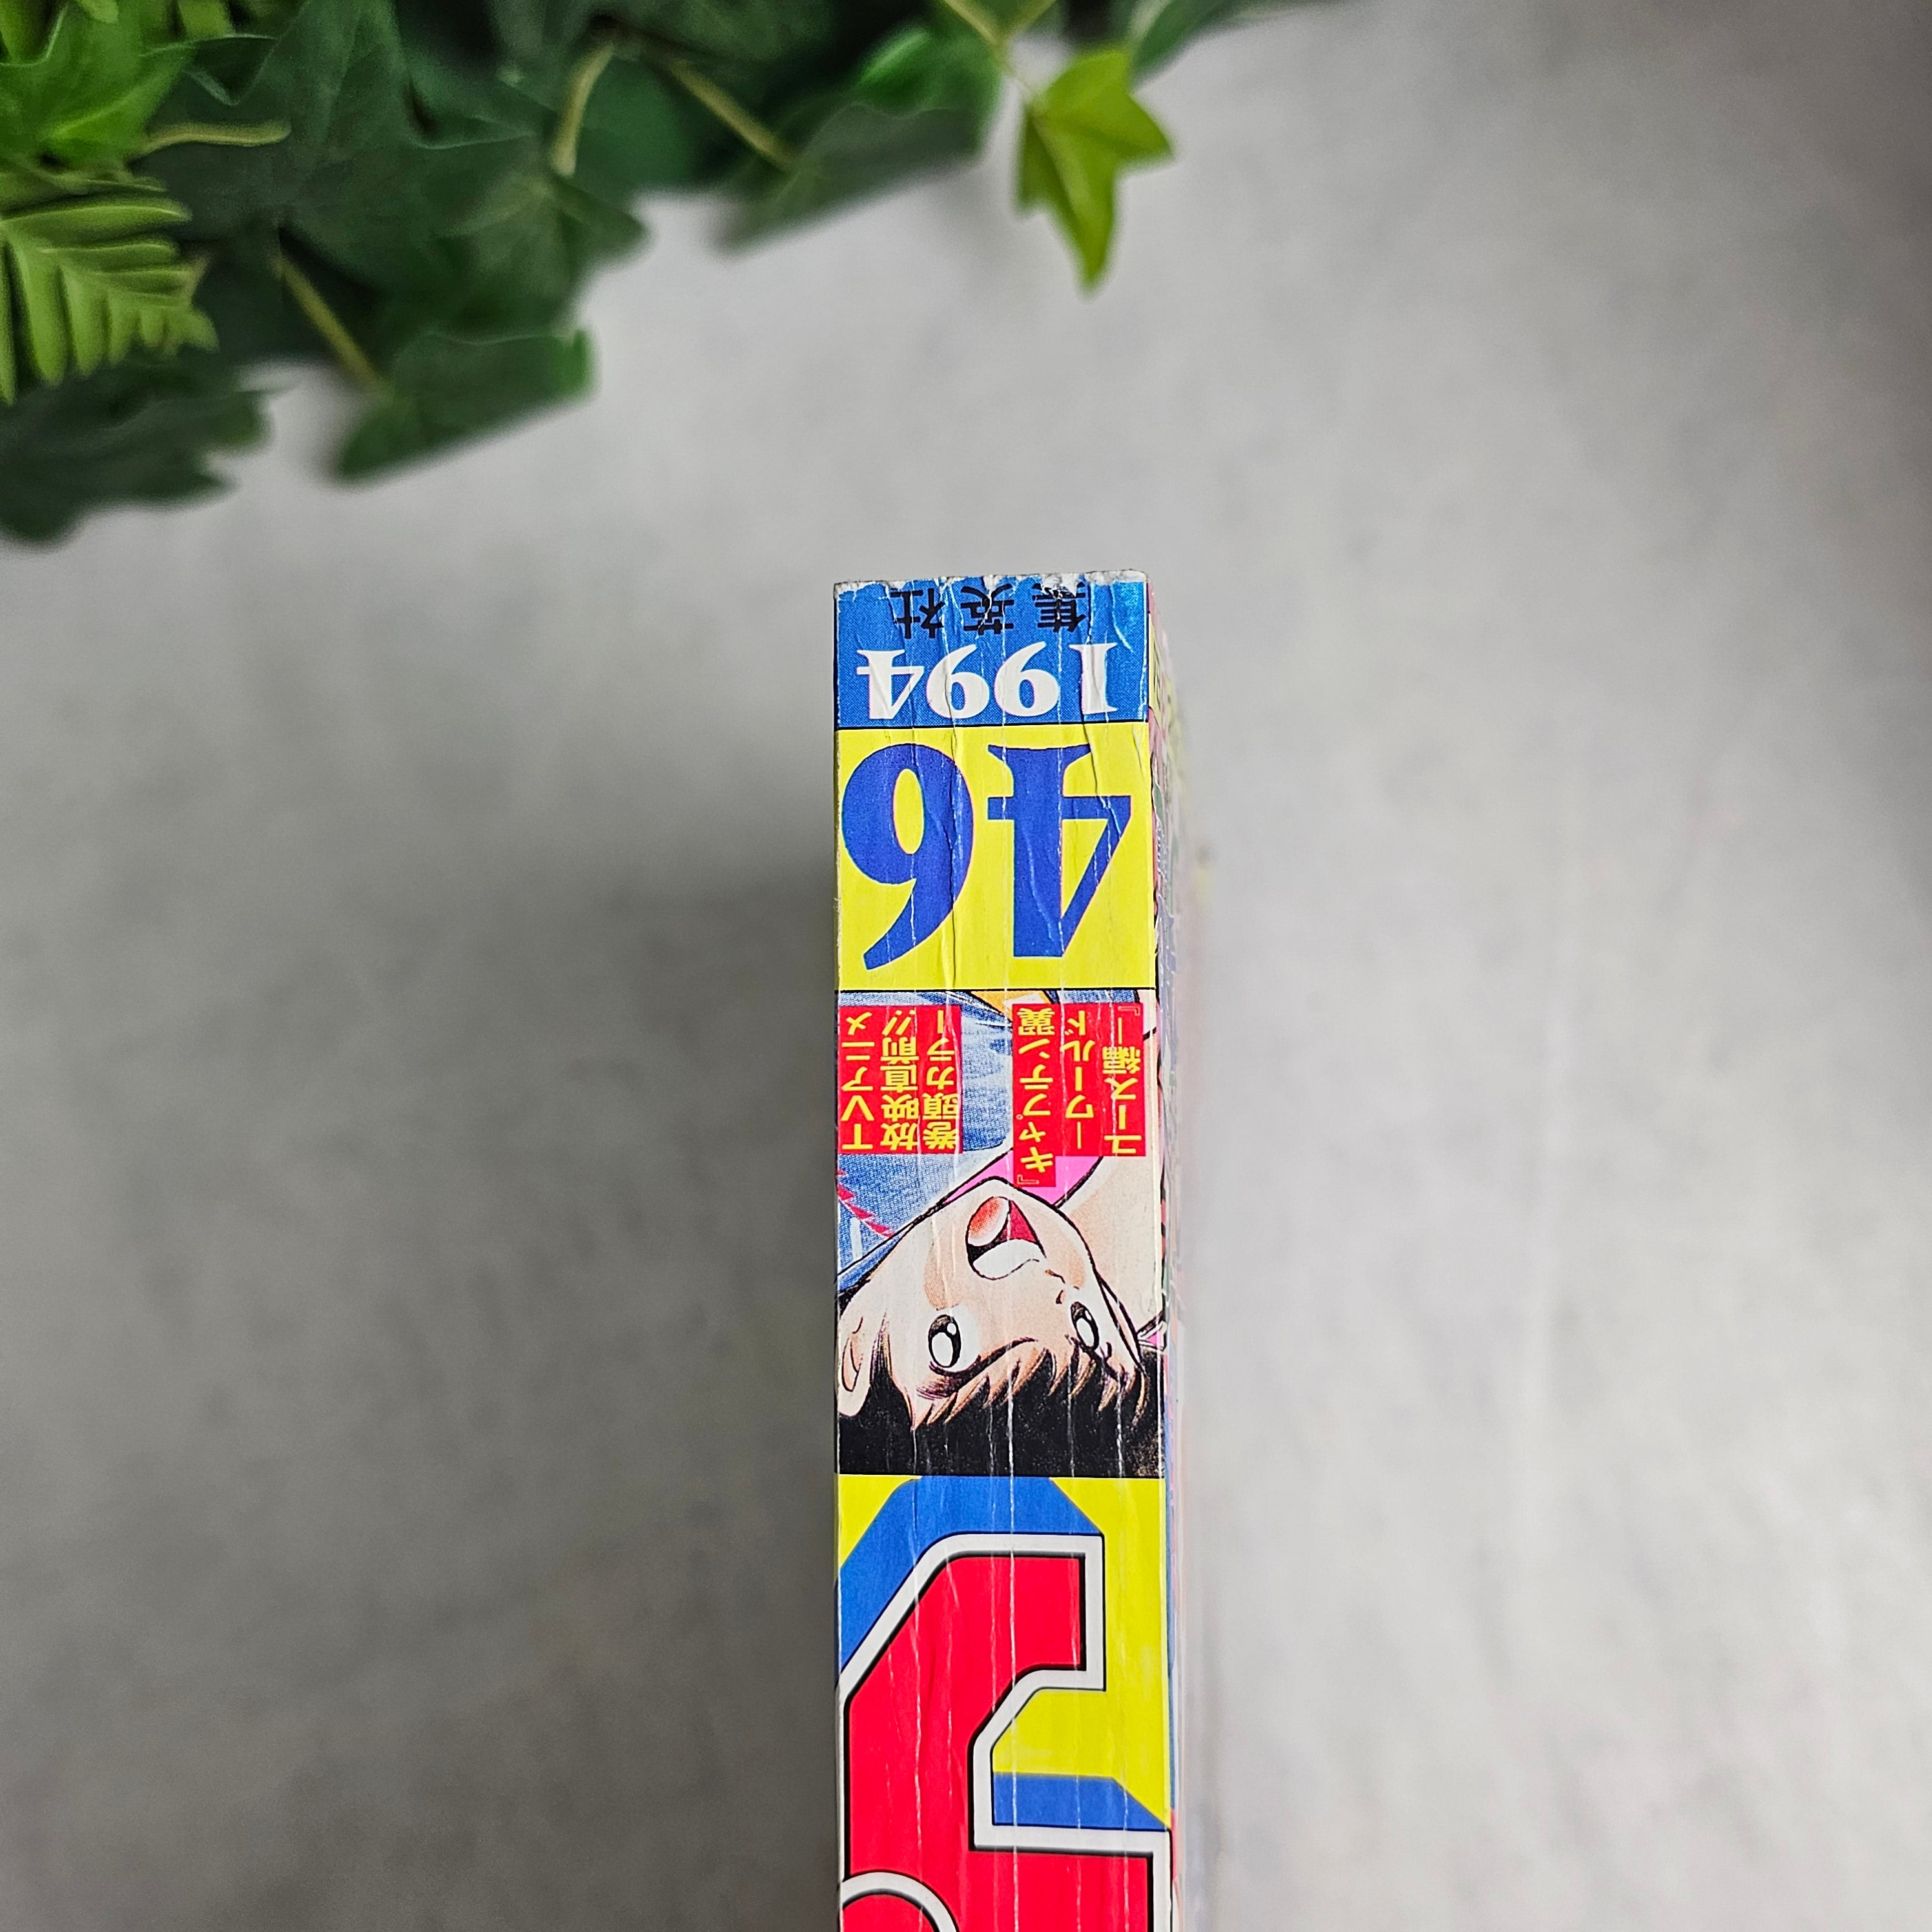 TVアニメ
放映直前!!
巻頭カラー
『キャプテン翼
―ワールド
ユース編―』
46
1994
集英社